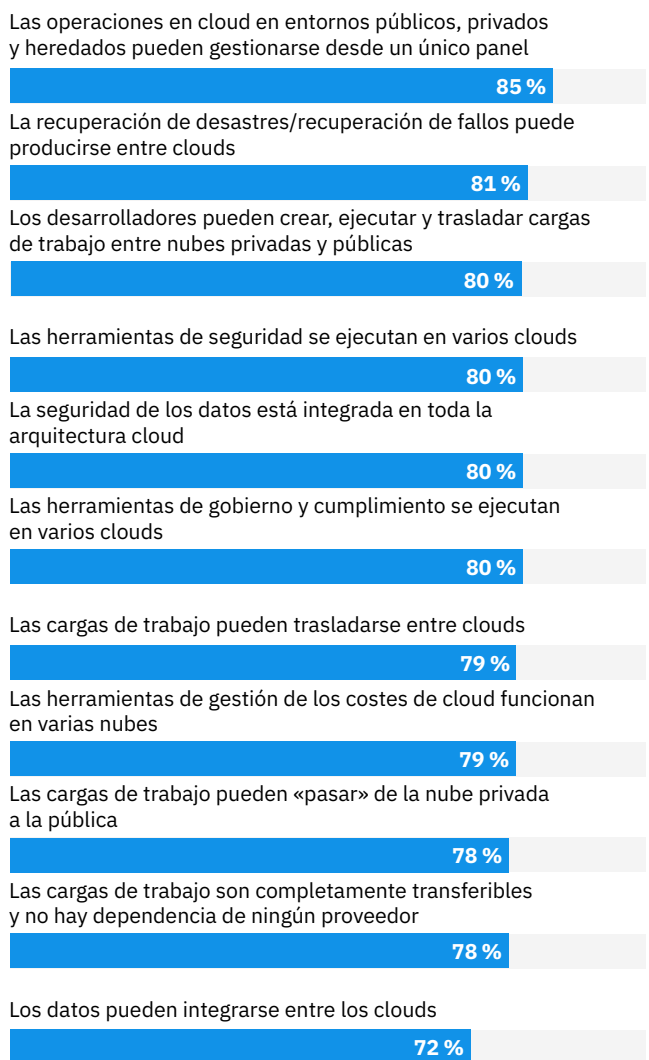 Las operaciones en cloud en entornos públicos, privados
y heredados pueden gestionarse desde un único panel
85 %
La recuperación de desastres/recuperación de fallos puede
producirse entre clouds
81 %
Los desarrolladores pueden crear, ejecutar y trasladar cargas
de trabajo entre nubes privadas y públicas
80 %
Las herramientas de seguridad se ejecutan en varios clouds
80 %
La seguridad de los datos está integrada en toda la
arquitectura cloud
80 %
Las herramientas de gobierno y cumplimiento se ejecutan
en varios clouds
80 %
Las cargas de trabajo pueden trasladarse entre clouds
79 %
Las herramientas de gestión de los costes de cloud funcionan
en varias nubes
79 %
Las cargas de trabajo pueden «pasar» de la nube privada
a la pública
78 %
Las cargas de trabajo son completamente transferibles
y no hay dependencia de ningún proveedor
78 %
Los datos pueden integrarse entre los clouds
72 %